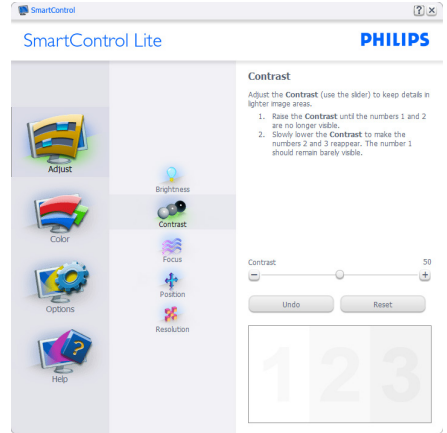 SmartControl
SmartControl Lite
PHILIPS
Adjust
Color
Options
Help
Brightness
Contrast
Focus
Position
Resolution
Contrast
Adjust the Contrast (use the slider) to keep details in
lighter image areas.
1. Raise the Contrast until the numbers 1 and 2
are no longer visible.
2. Slowly lower the Contrast to make the
numbers 2 and 3 reappear. The number 1
should remain barely visible.
Contrast 50
Undo Reset
1 2 3